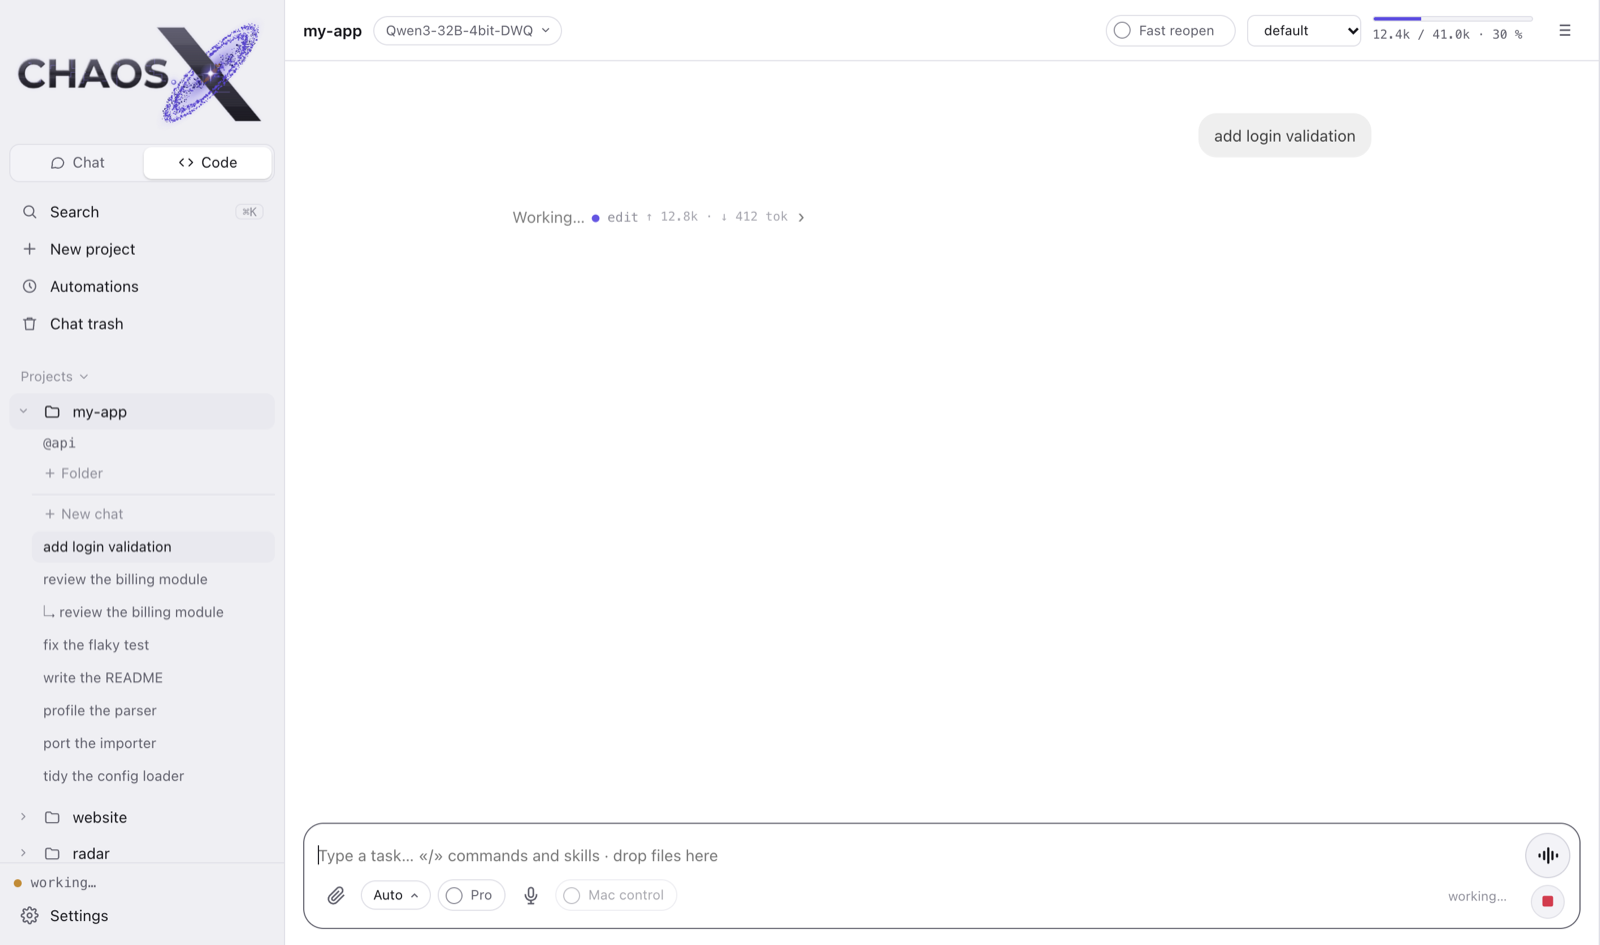 CHAOS X
Chat
Code
Search ⌘K
New project
Automations
Chat trash
Projects
my-app
@api
+ Folder
+ New chat
add login validation
review the billing module
review the billing module
fix the flaky test
write the README
profile the parser
port the importer
tidy the config loader
website
radar
working…
Settings
my-app
Qwen3-32B-4bit-DWQ
Fast reopen
default
12.4k / 41.0k · 30 %
add login validation
Working… edit ↑ 12.8k · ↓ 412 tok
Type a task… «/» commands and skills · drop files here
Auto
Pro
Mac control
working…